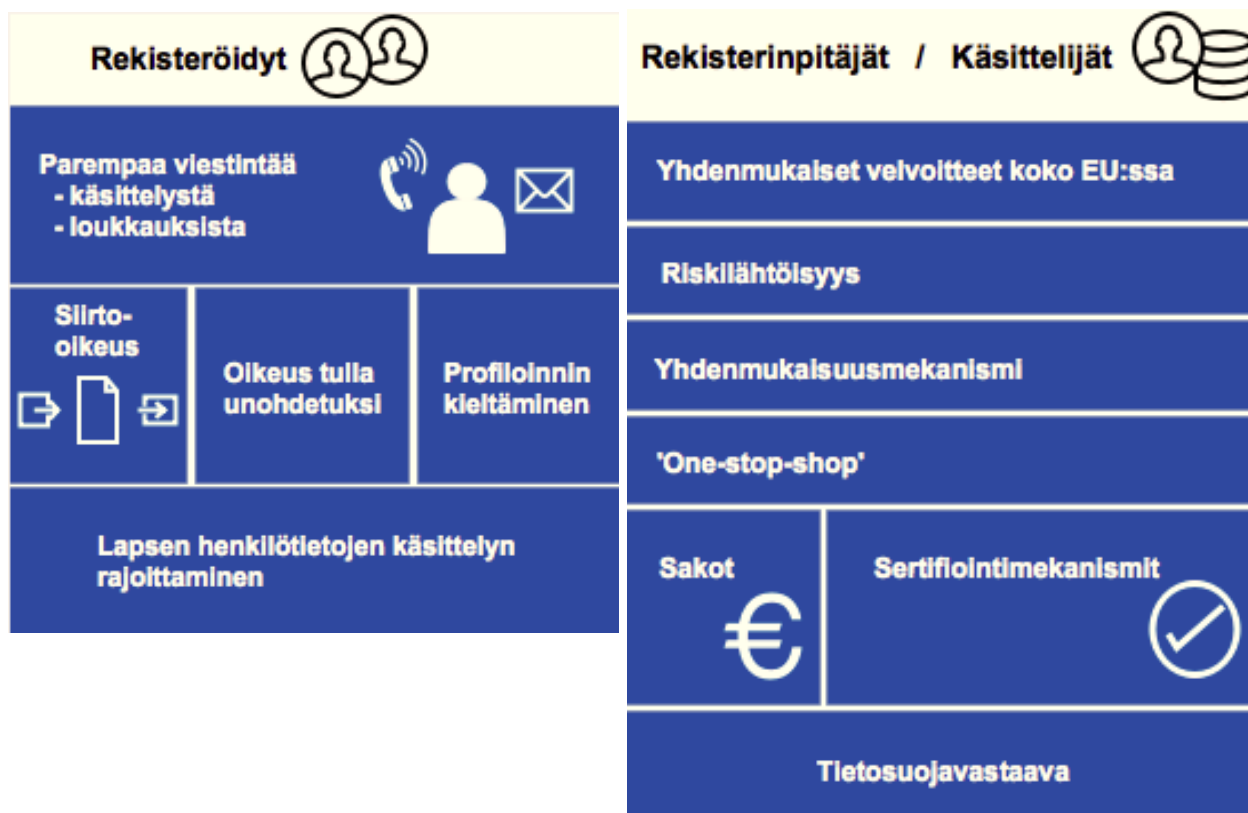 Rekisteröidyt
Parempaa viestintää
- käsittelystä
- loukkauksista
Siirto-
oikeus
Oikeus tulla
unohdetuksi
Profiloinnin
kieltäminen
Lapsen henkilötietojen käsittelyn
rajoittaminen
Rekisterinpitäjät / Käsittelijät
Yhdenmukaiset velvoitteet koko EU:ssa
Riskilähtöisyys
Yhdenmukaisuusmekanismi
'One-stop-shop'
Sakot
€
Sertifiointimekanismit
Tietosuojavastaava